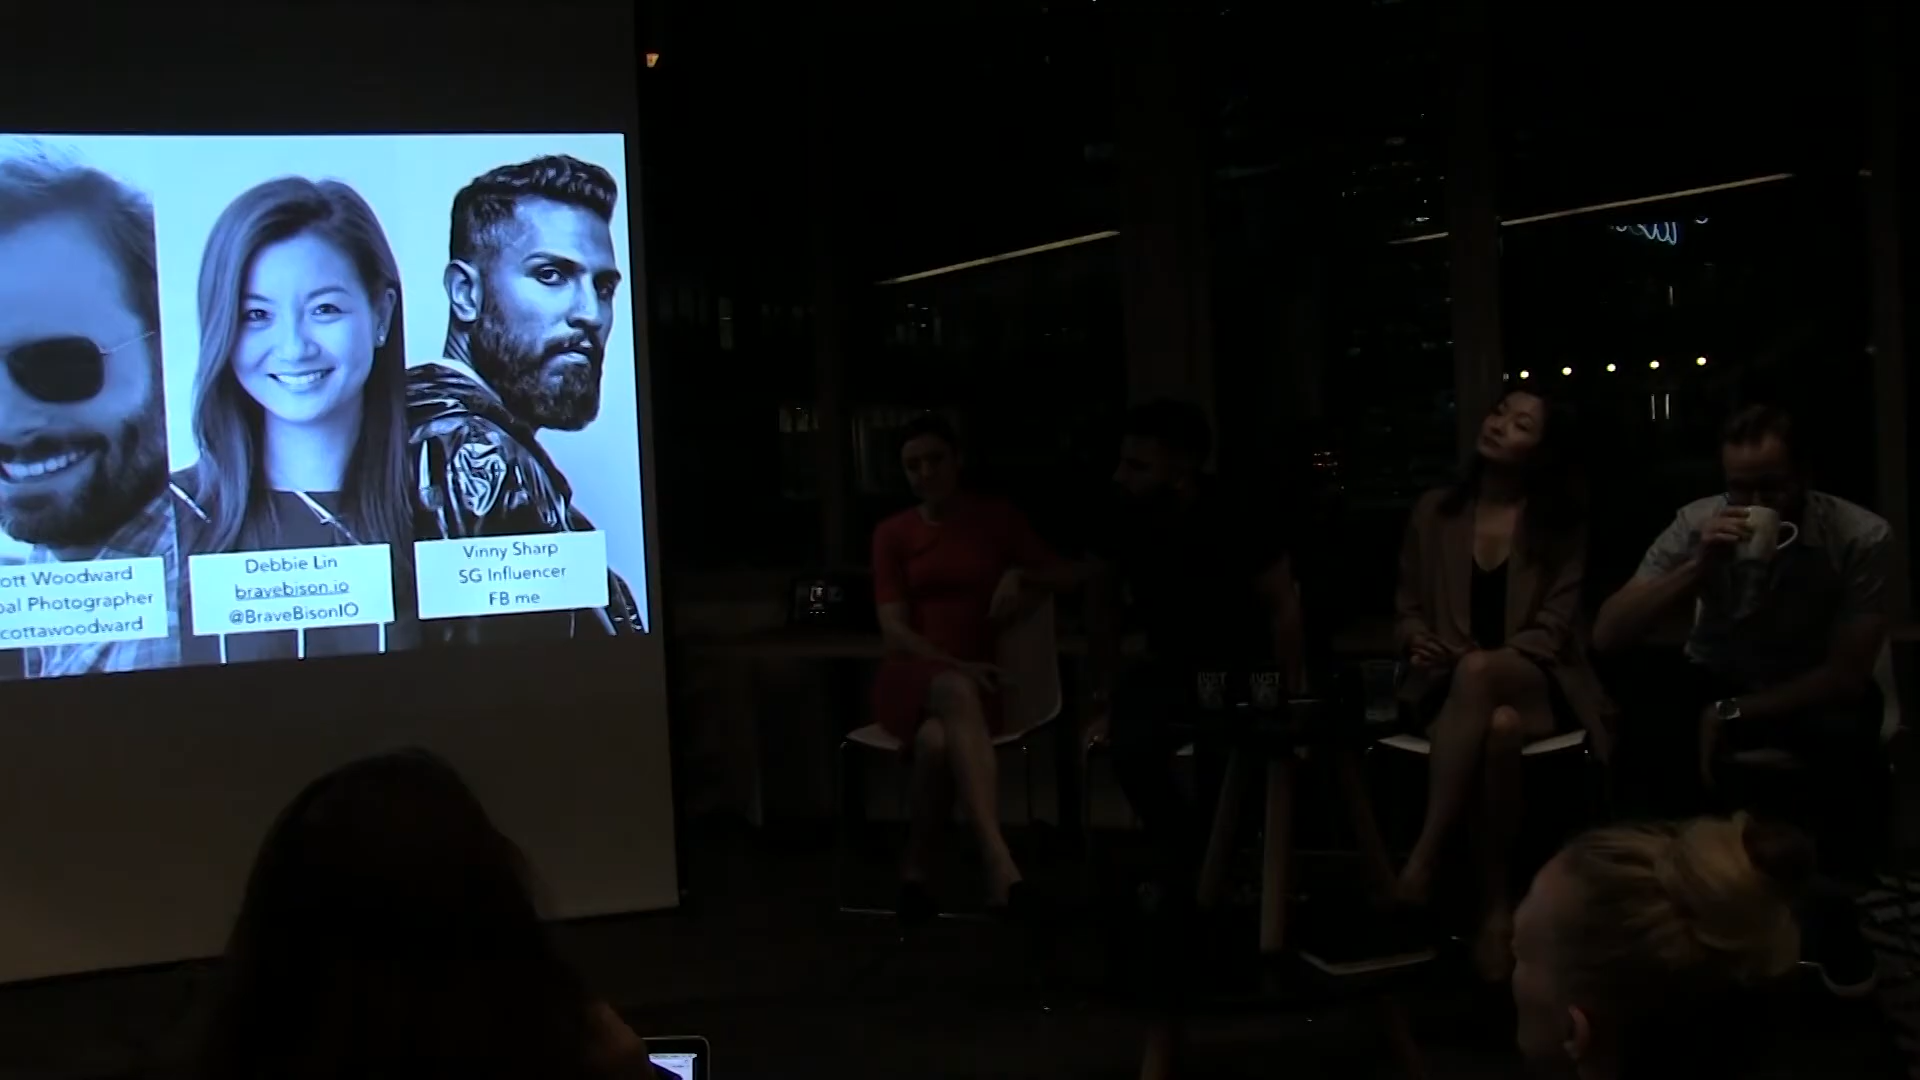 ott Woodward
bal Photographer
cottawoodward
Debbie Lin
bravebison.io
@BraveBisonIO
Vinny Sharp
SG Influencer
FB me